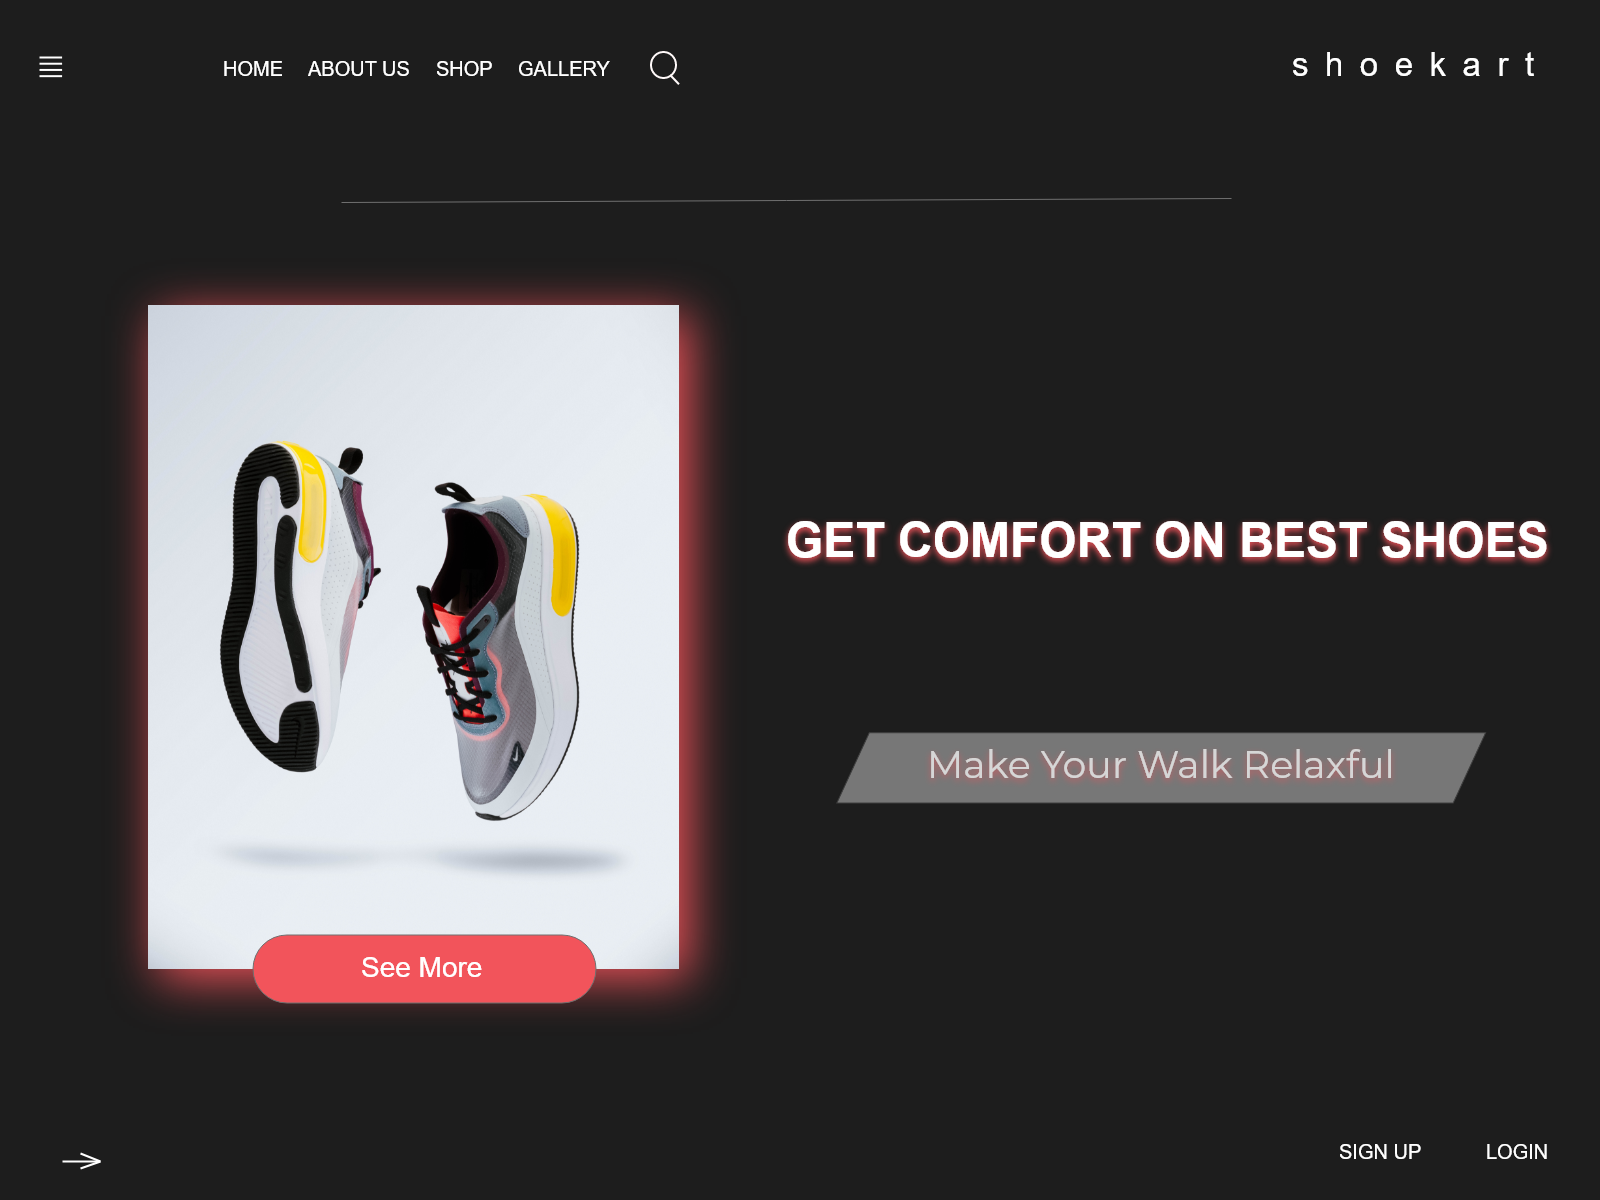 HOME ABOUT US SHOP GALLERY
shoekart
GET COMFORT ON BEST SHOES
Make Your Walk Relaxful
See More
SIGN UP LOGIN